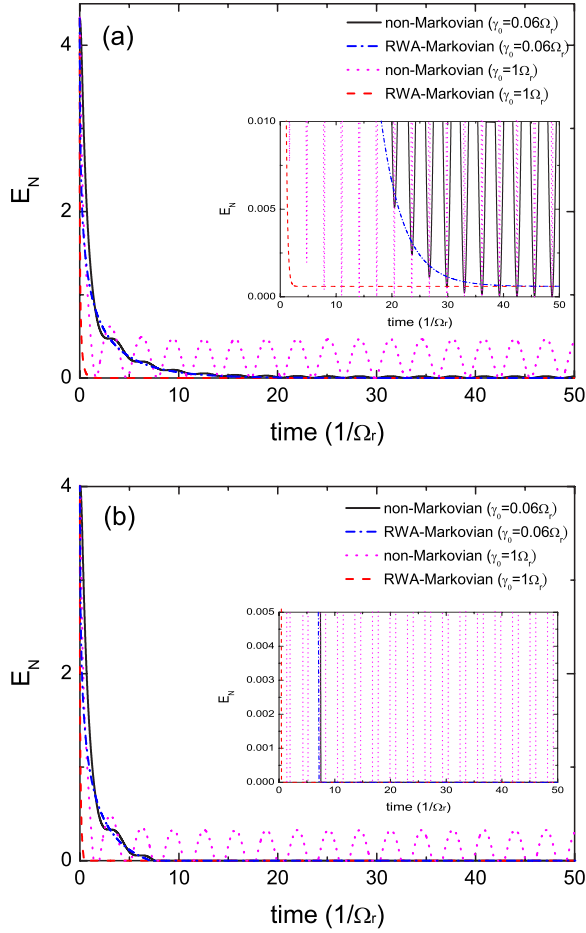 (a)
non-Markovian (γ₀=0.06Ωᵣ)
RWA-Markovian (γ₀=0.06Ωᵣ)
non-Markovian (γ₀=1Ωᵣ)
RWA-Markovian (γ₀=1Ωᵣ)
4
2
0
E_N
0 10 20 30 40 50
time (1/Ωᵣ)
0.010
0.005
0.000
E_N
0 10 20 30 40 50
time (1/Ωᵣ)
(b)
non-Markovian (γ₀=0.06Ωᵣ)
RWA-Markovian (γ₀=0.06Ωᵣ)
non-Markovian (γ₀=1Ωᵣ)
RWA-Markovian (γ₀=1Ωᵣ)
4
2
0
E_N
0 10 20 30 40 50
time (1/Ωᵣ)
0.005
0.004
0.003
0.002
0.001
0.000
E_N
0 10 20 30 40 50
time (1/Ωᵣ)